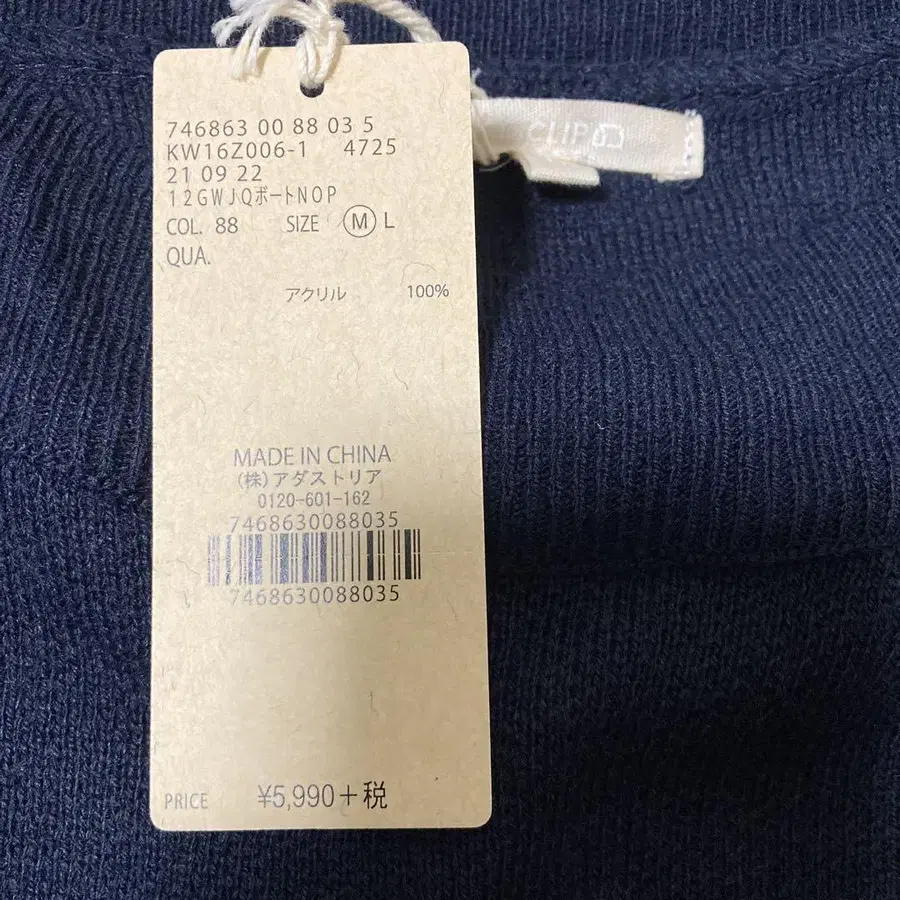 746863 00 88 03 5
KW16Z006-1 4725
21 09 22
12GWJQボートNOP
COL. 88 SIZE M L
QUA.
アクリル 100%
MADE IN CHINA
(株)アダストリア
0120-601-162
7468630088035
7468630088035
PRICE ¥5,990+税
CLIP